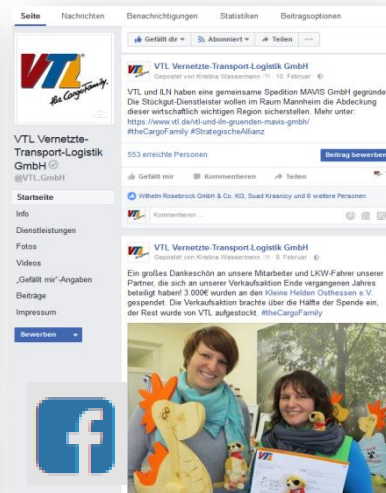 Seite Nachrichten Benachrichtigungen Statistiken Beitragsoptionen
VTL
the CargoFamily.
VTL Vernetzte-
Transport-Logistik
GmbH
@VTL.GmbH
Startseite
Info
Dienstleistungen
Fotos
Videos
„Gefällt mir"-Angaben
Beiträge
Impressum
Bewerben
Gefällt dir Abonniert Teilen
VTL Vernetzte-Transport-Logistik GmbH
Gepostet von Kristina Wassermann 15. Februar
VTL und ILN haben eine gemeinsame Spedition MAVIS GmbH gegründe
Die Stückgut-Dienstleister wollen im Raum Mannheim die Abdeckung
dieser wirtschaftlich wichtigen Region sicherstellen. Mehr unter:
https://www.vtl.de/vtl-und-iln-gruenden-mavis-gmbh/
#theCargoFamily #StrategischeAllianz
553 erreichte Personen Beitrag bewerben
Gefällt mir Kommentieren Teilen
Wilhelm Rosebrock GmbH & Co. KG, Suad Krasnicy und 6 weitere Personen
Kommentieren ...
VTL Vernetzte-Transport-Logistik GmbH
Gepostet von Kristina Wassermann 8. Februar
Ein großes Dankeschön an unsere Mitarbeiter und LKW-Fahrer unserer
Partner, die sich an unserer Verkaufsaktion Ende vergangenen Jahres
beteiligt haben! 3.000€ wurden an den Kleine Helden Osthessen e.V.
gespendet. Die Verkaufsaktion brachte über die Hälfte der Spende ein,
der Rest wurde von VTL aufgestockt. #theCargoFamily
VTL
f